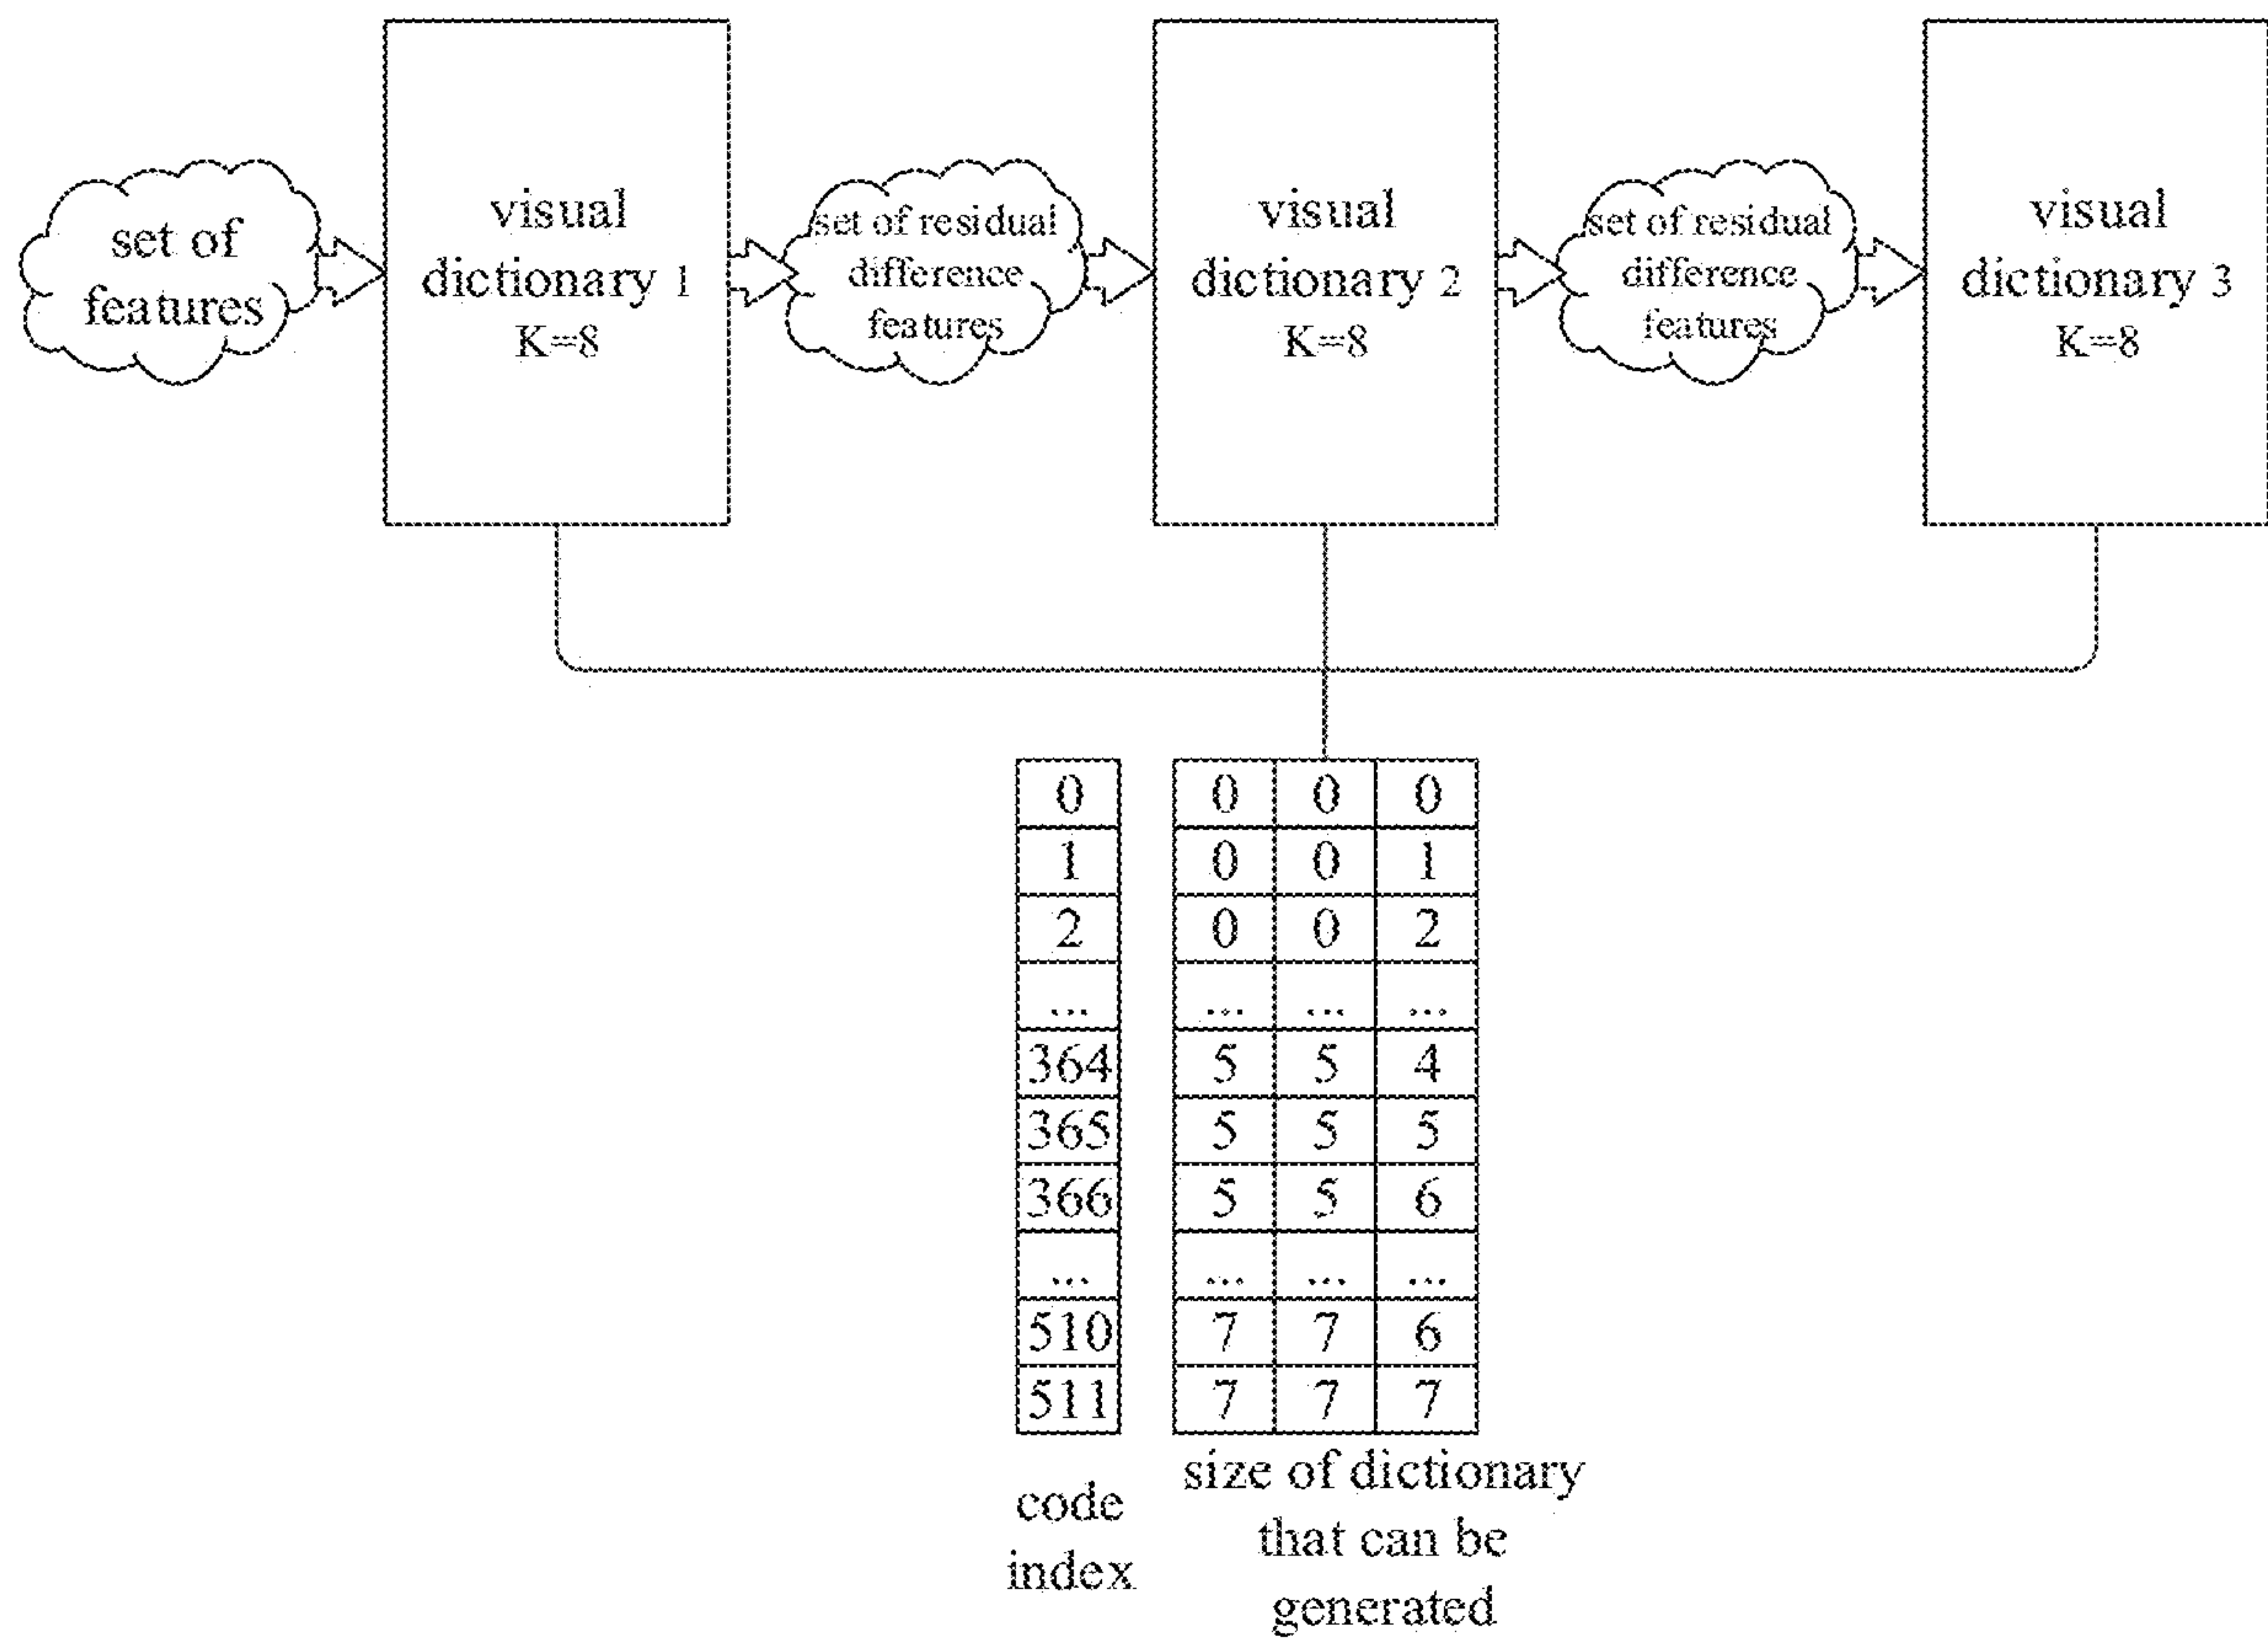 set of
features
visual
dictionary 1
K=8
set of residual
difference
features
visual
dictionary 2
K=8
set of residual
difference
features
visual
dictionary 3
K=8
0 0 0 0
1 0 0 1
2 0 0 2
... ... ... ...
364 5 5 4
365 5 5 5
366 5 5 6
... ... ... ...
510 7 7 6
511 7 7 7
code
index
size of dictionary
that can be
generated